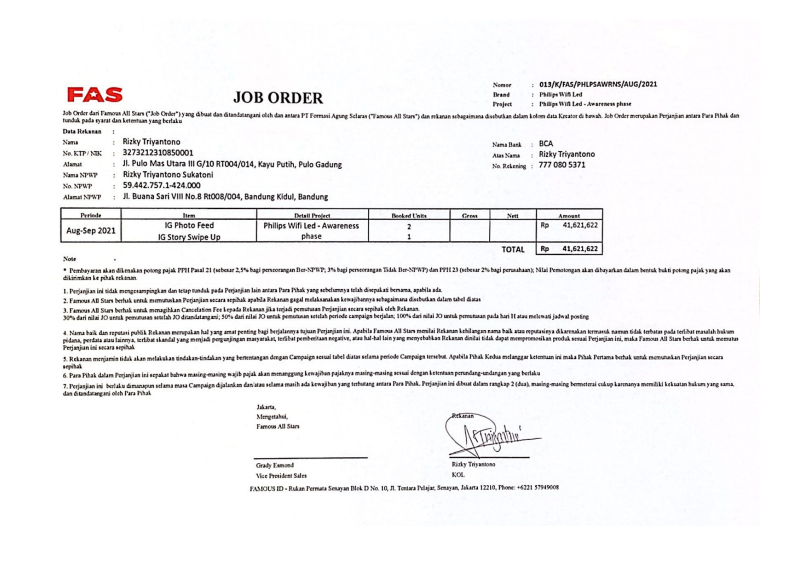 FAS
JOB ORDER
Nomor : 013/K/FAS/PHLPSAWRNS/AUG/2021
Brand : Philips Wifi Led
Project : Philips Wifi Led - Awareness phase
Job Order dari Famous All Stars ("Job Order") yang dibuat dan ditandatangani oleh dan antara PT Formasi Agung Selaras ("Famous All Stars") dan rekanan sebagaimana disebutkan dalam kolom data Kreator di bawah. Job Order merupakan Perjanjian antara Para Pihak dan
tunduk pada syarat dan ketentuan yang berlaku
Data Rekanan :
Nama : Rizky Triyantono
No. KTP / NIK : 3273212310850001
Alamat : Jl. Pulo Mas Utara III G/10 RT004/014, Kayu Putih, Pulo Gadung
Nama NPWP : Rizky Triyantono Sukatoni
No. NPWP : 59.442.757.1-424.000
Alamat NPWP : Jl. Buana Sari VIII No.8 Rt008/004, Bandung Kidul, Bandung
Nama Bank : BCA
Atas Nama : Rizky Triyantono
No. Rekening : 777 080 5371
Periode Item Detail Project Booked Units Gross Nett Amount
Aug-Sep 2021 IG Photo Feed Philips Wifi Led - Awareness 2 Rp 41,621,622
IG Story Swipe Up phase 1
TOTAL Rp 41,621,622
Note -
* Pembayaran akan dikenakan potong pajak PPH Pasal 21 (sebesar 2,5% bagi perseorangan Ber-NPWP, 3% bagi perseorangan Tidak Ber-NPWP) dan PPH 23 (sebesar 2% bagi perusahaan); Nilai Pemotongan akan dibayarkan dalam bentuk bukti potong pajak yang akan
dikirimkan ke pihak rekanan.
1. Perjanjian ini tidak mengesampingkan dan tetap tunduk pada Perjanjian lain antara Para Pihak yang sebelumnya telah disepakati bersama, apabila ada.
2. Famous All Stars berhak untuk memutuskan Perjanjian secara sepihak apabila Rekanan gagal melaksanakan kewajibannya sebagaimana disebutkan dalam tabel diatas
3. Famous All Stars berhak untuk menagihkan Cancelation Fee kepada Rekanan jika terjadi pemutusan Perjanjian secara sepihak oleh Rekanan.
30% dari nilai JO untuk pemutusan setelah JO ditandatangani; 50% dari nilai JO untuk pemutusan setelah periode campaign berjalan; 100% dari nilai JO untuk pemutusan pada hari H atau melewati jadwal posting
4. Nama baik dan reputasi publik Rekanan merupakan hal yang amat penting bagi berjalannya tujuan Perjanjian ini. Apabila Famous All Stars menilai Rekanan kehilangan nama baik atau reputasinya dikarenakan termasuk namun tidak terbatas pada terlibat masalah hukum
pidana, perdata atau lainnya, terlibat skandal yang menjadi pergunjingan masyarakat, terlibat pemberitaan negative, atau hal-hal lain yang menyebabkan Rekanan dinilai tidak dapat mempromosikan produk sesuai Perjanjian ini, maka Famous All Stars berhak untuk memutus
Perjanjian ini secara sepihak
5. Rekanan menjamin tidak akan melakukan tindakan-tindakan yang bertentangan dengan Campaign sesuai tabel diatas selama periode Campaign tersebut. Apabila Pihak Kedua melanggar ketentuan ini maka Pihak Pertama berhak untuk memutuskan Perjanjian secara
sepihak
6. Para Pihak dalam Perjanjian ini sepakat bahwa masing-masing wajib pajak akan menanggung kewajiban pajaknya masing-masing sesuai dengan ketentuan perundang-undangan yang berlaku
7. Perjanjian ini berlaku dimanapun selama masa Campaign dijalankan dan/atau selama masih ada kewajiban yang terhutang antara Para Pihak. Perjanjian ini dibuat dalam rangkap 2 (dua), masing-masing bermeterai cukup karenanya memiliki kekuatan hukum yang sama,
dan ditandatangani oleh Para Pihak
Jakarta,
Mengetahui, Rekanan
Famous All Stars
Grady Esmond Rizky Triyantono
Vice President Sales KOL
FAMOUS ID - Rukan Permata Senayan Blok D No. 10, Jl. Tentara Pelajar, Senayan, Jakarta 12210, Phone: +6221 57949008